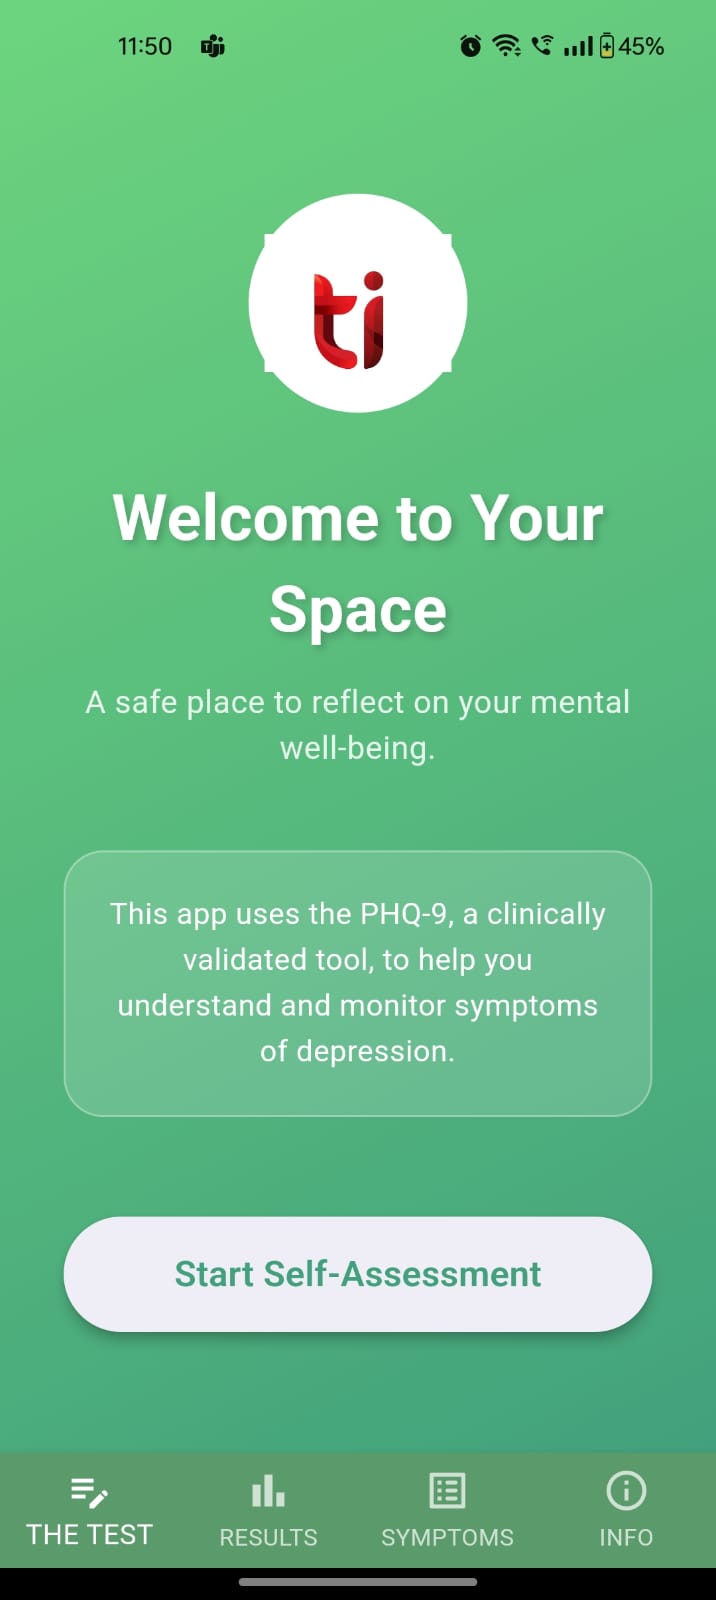 11:50
45%
ti
Welcome to Your
Space
A safe place to reflect on your mental
well-being.
This app uses the PHQ-9, a clinically
validated tool, to help you
understand and monitor symptoms
of depression.
Start Self-Assessment
THE TEST
RESULTS
SYMPTOMS
INFO